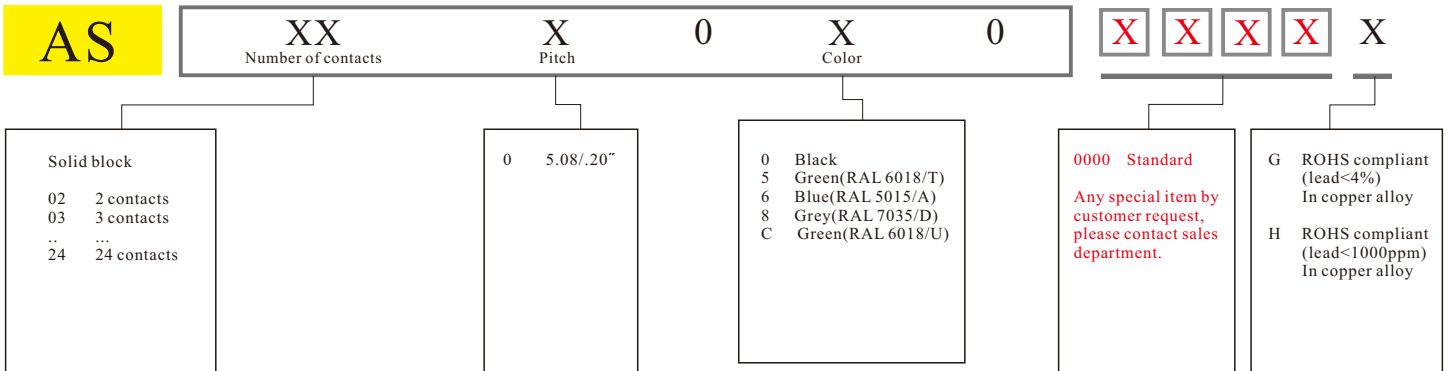 AS XX X 0 X 0 X X X X X
Number of contacts Pitch Color
Solid block
02 2 contacts
03 3 contacts
.. ...
24 24 contacts
0 5.08/.20˝
0 Black
5 Green(RAL 6018/T)
6 Blue(RAL 5015/A)
8 Grey(RAL 7035/D)
C Green(RAL 6018/U)
0000 Standard
Any special item by
customer request,
please contact sales
department.
G ROHS compliant
(lead<4%)
In copper alloy
H ROHS compliant
(lead<1000ppm)
In copper alloy